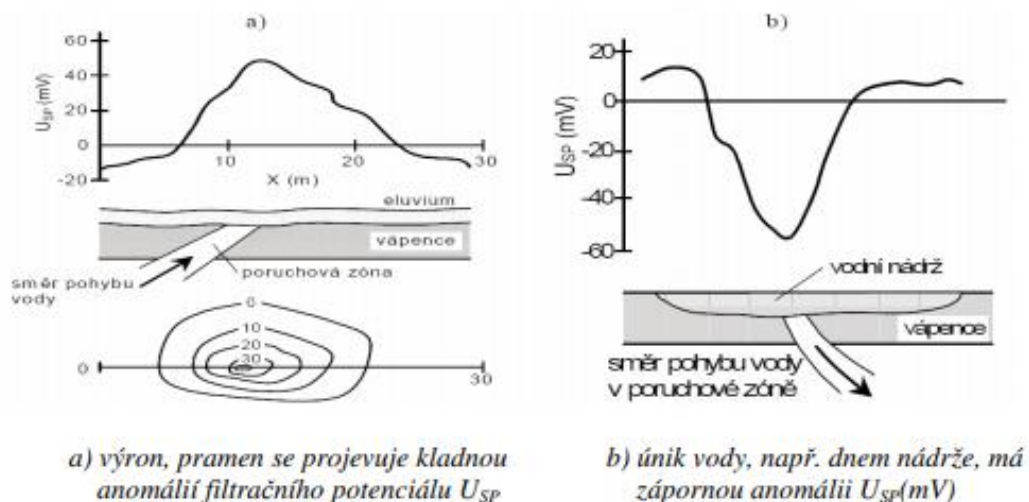 a)
60
40
20
0
-20
U_SP (mV)
10
20
30
X (m)
eluvium
vápence
poruchová zóna
směr pohybu
vody
0
10
20
30
0
30
a) výron, pramen se projevuje kladnou
anomálií filtračního potenciálu U_SP
b)
20
0
-20
-40
-60
U_SP (mV)
vodní nádrž
vápence
směr pohybu vody
v poruchové zóně
b) únik vody, např. dnem nádrže, má
zápornou anomálii U_SP(mV)